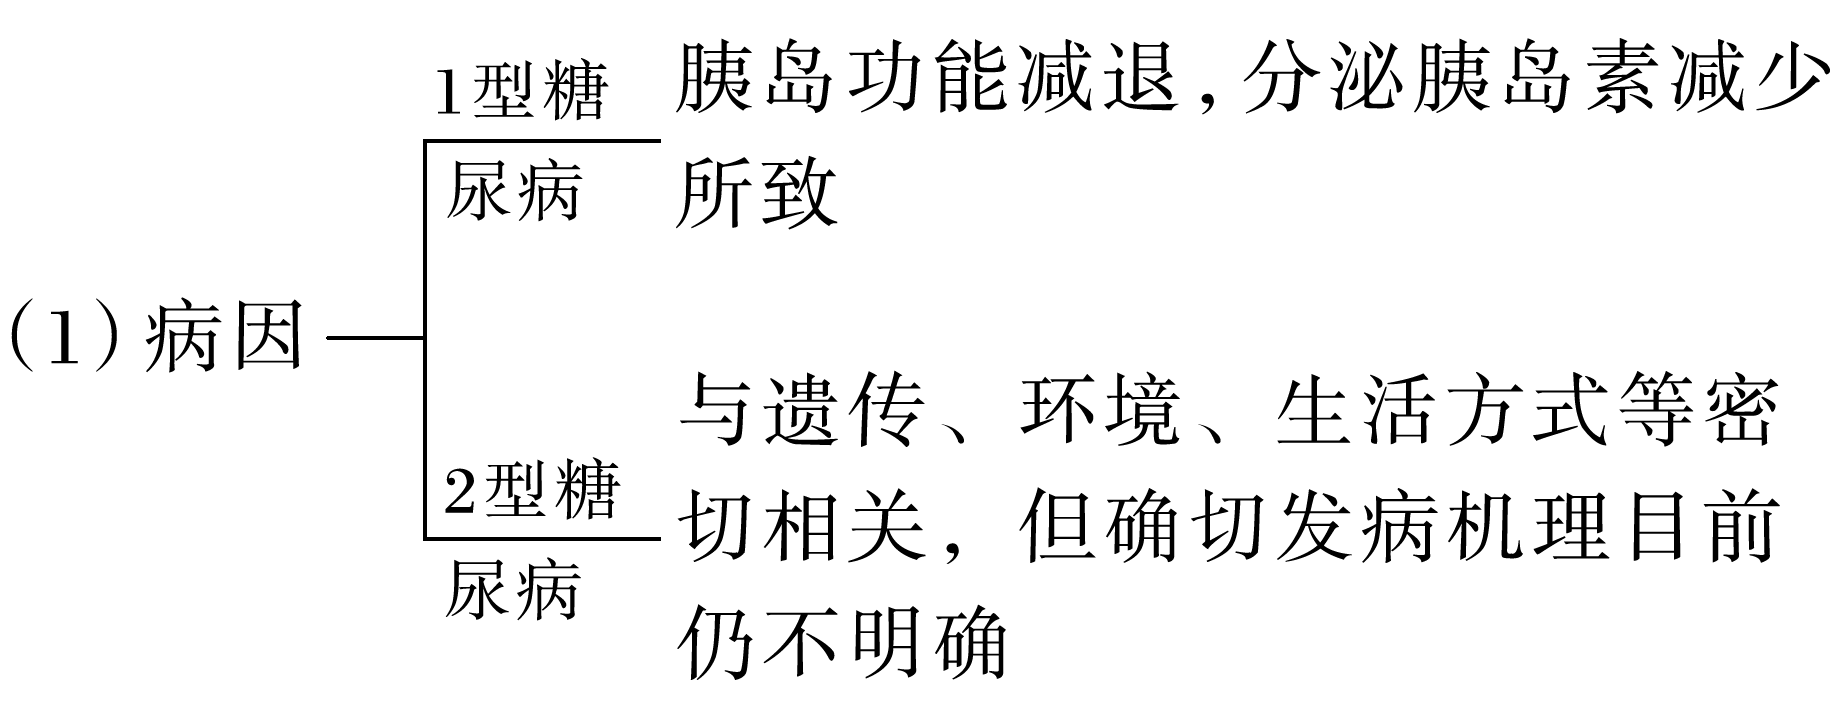 (1)病因
1型糖
尿病
胰岛功能减退,分泌胰岛素减少
所致
2型糖
尿病
与遗传、环境、生活方式等密
切相关，但确切发病机理目前
仍不明确